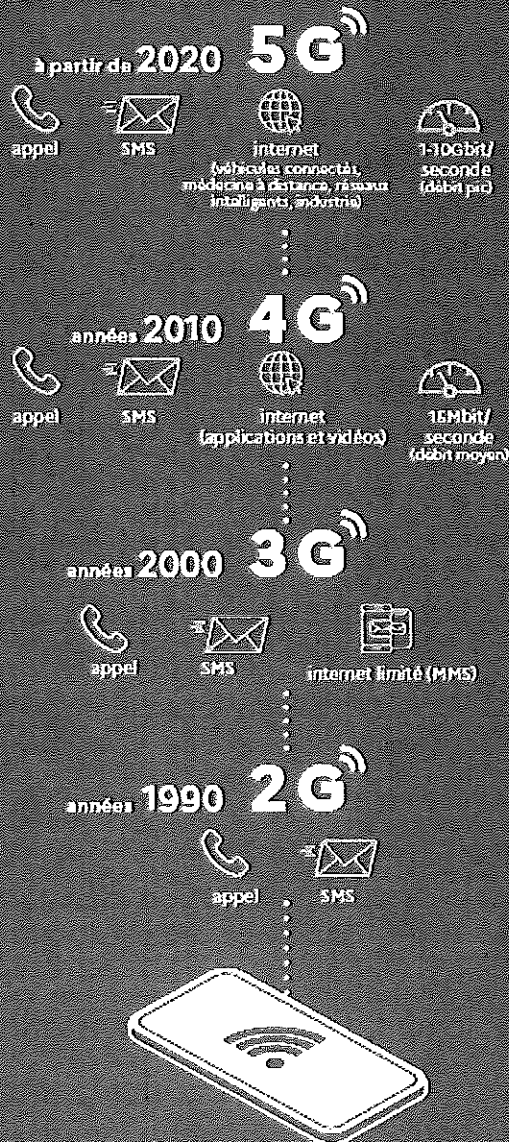 à partir de 2020 5G
appel
SMS
internet
(véhicules connectés,
médecine à distance, réseaux
intelligents, industrie)
1-10Gbit/
seconde
(débit pic)
années 2010 4G
appel
SMS
internet
(applications et vidéos)
15Mbit/
seconde
(débit moyen)
années 2000 3G
appel
SMS
internet limité (MMS)
années 1990 2G
appel
SMS